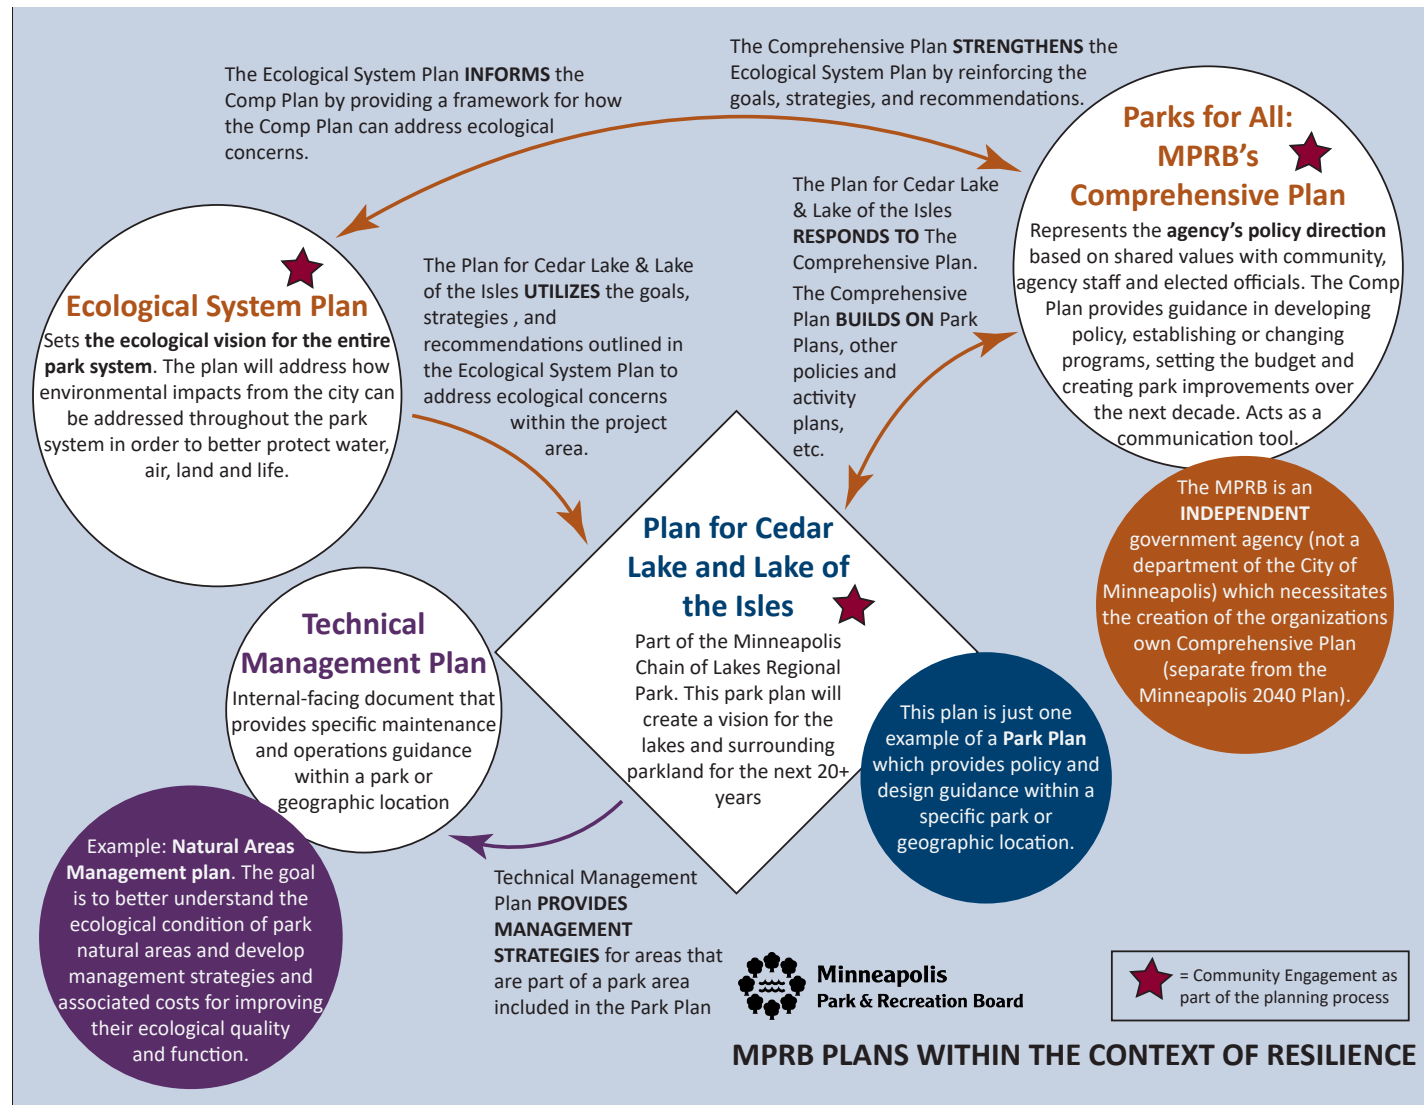 The Ecological System Plan INFORMS the
Comp Plan by providing a framework for how
the Comp Plan can address ecological
concerns.
The Comprehensive Plan STRENGTHENS the
Ecological System Plan by reinforcing the
goals, strategies, and recommendations.
Parks for All:
MPRB's
Comprehensive Plan
Represents the agency's policy direction
based on shared values with community,
agency staff and elected officials. The Comp
Plan provides guidance in developing
policy, establishing or changing
programs, setting the budget and
creating park improvements over
the next decade. Acts as a
communication tool.
The Plan for Cedar Lake
& Lake of the Isles
RESPONDS TO The
Comprehensive Plan.
The Comprehensive
Plan BUILDS ON Park
Plans, other
policies and
activity
plans,
etc.
Ecological System Plan
Sets the ecological vision for the entire
park system. The plan will address how
environmental impacts from the city can
be addressed throughout the park
system in order to better protect water,
air, land and life.
The Plan for Cedar Lake & Lake
of the Isles UTILIZES the goals,
strategies , and
recommendations outlined in
the Ecological System Plan to
address ecological concerns
within the project
area.
The MPRB is an
INDEPENDENT
government agency (not a
department of the City of
Minneapolis) which necessitates
the creation of the organizations
own Comprehensive Plan
(separate from the
Minneapolis 2040 Plan).
Plan for Cedar
Lake and Lake of
the Isles
Part of the Minneapolis
Chain of Lakes Regional
Park. This park plan will
create a vision for the
lakes and surrounding
parkland for the next 20+
years
This plan is just one
example of a Park Plan
which provides policy and
design guidance within a
specific park or
geographic location.
Technical
Management Plan
Internal-facing document that
provides specific maintenance
and operations guidance
within a park or
geographic location
Example: Natural Areas
Management plan. The goal
is to better understand the
ecological condition of park
natural areas and develop
management strategies and
associated costs for improving
their ecological quality
and function.
Technical Management
Plan PROVIDES
MANAGEMENT
STRATEGIES for areas that
are part of a park area
included in the Park Plan
Minneapolis
Park & Recreation Board
= Community Engagement as
part of the planning process
MPRB PLANS WITHIN THE CONTEXT OF RESILIENCE